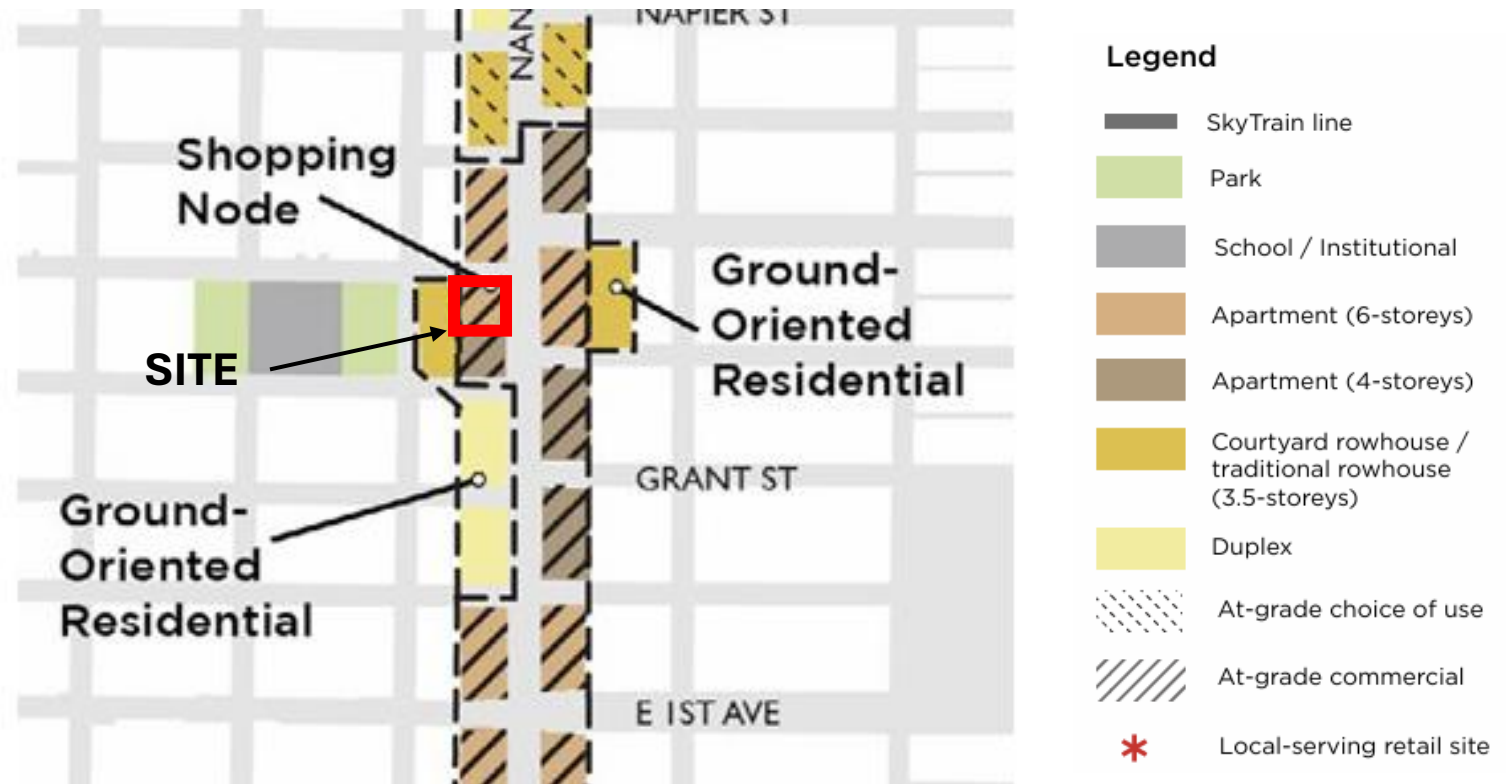 NAPIER ST
NAN
Shopping
Node
Ground-
Oriented
Residential
SITE
GRANT ST
Ground-
Oriented
Residential
E 1ST AVE
Legend
SkyTrain line
Park
School / Institutional
Apartment (6-storeys)
Apartment (4-storeys)
Courtyard rowhouse /
traditional rowhouse
(3.5-storeys)
Duplex
At-grade choice of use
At-grade commercial
Local-serving retail site